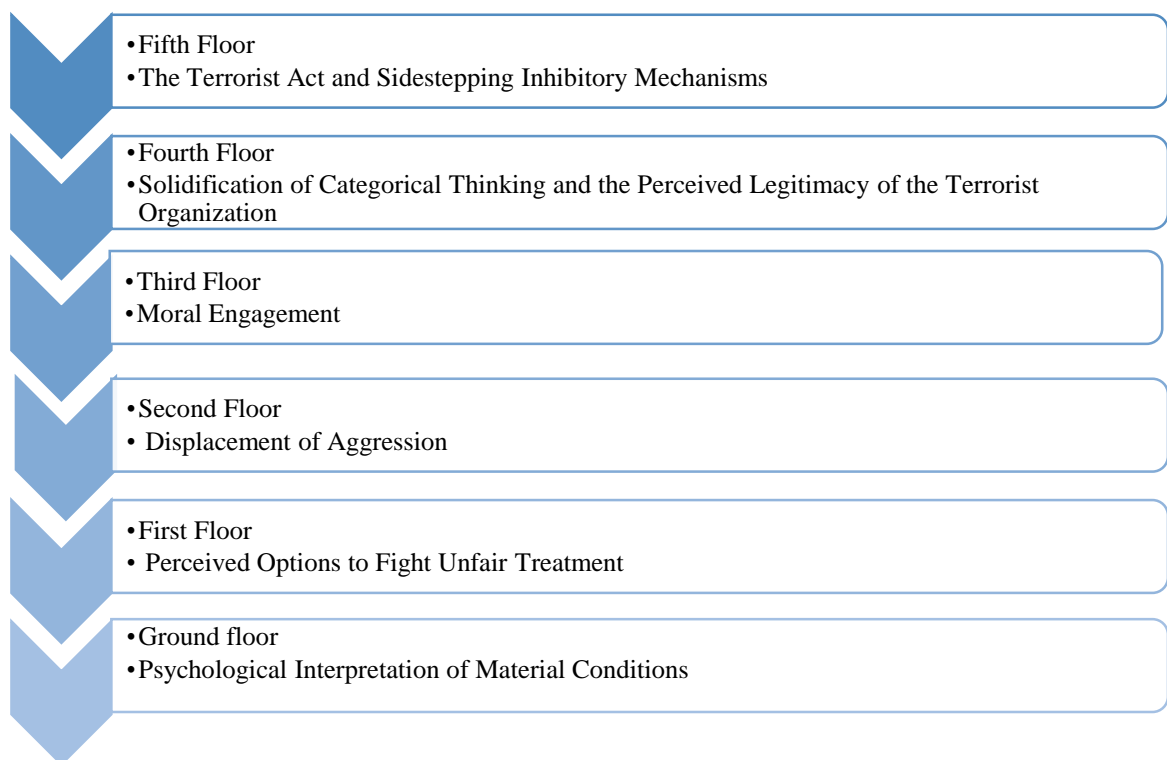 •Fifth Floor
•The Terrorist Act and Sidestepping Inhibitory Mechanisms
•Fourth Floor
•Solidification of Categorical Thinking and the Perceived Legitimacy of the Terrorist
Organization
•Third Floor
•Moral Engagement
•Second Floor
• Displacement of Aggression
•First Floor
• Perceived Options to Fight Unfair Treatment
•Ground floor
•Psychological Interpretation of Material Conditions